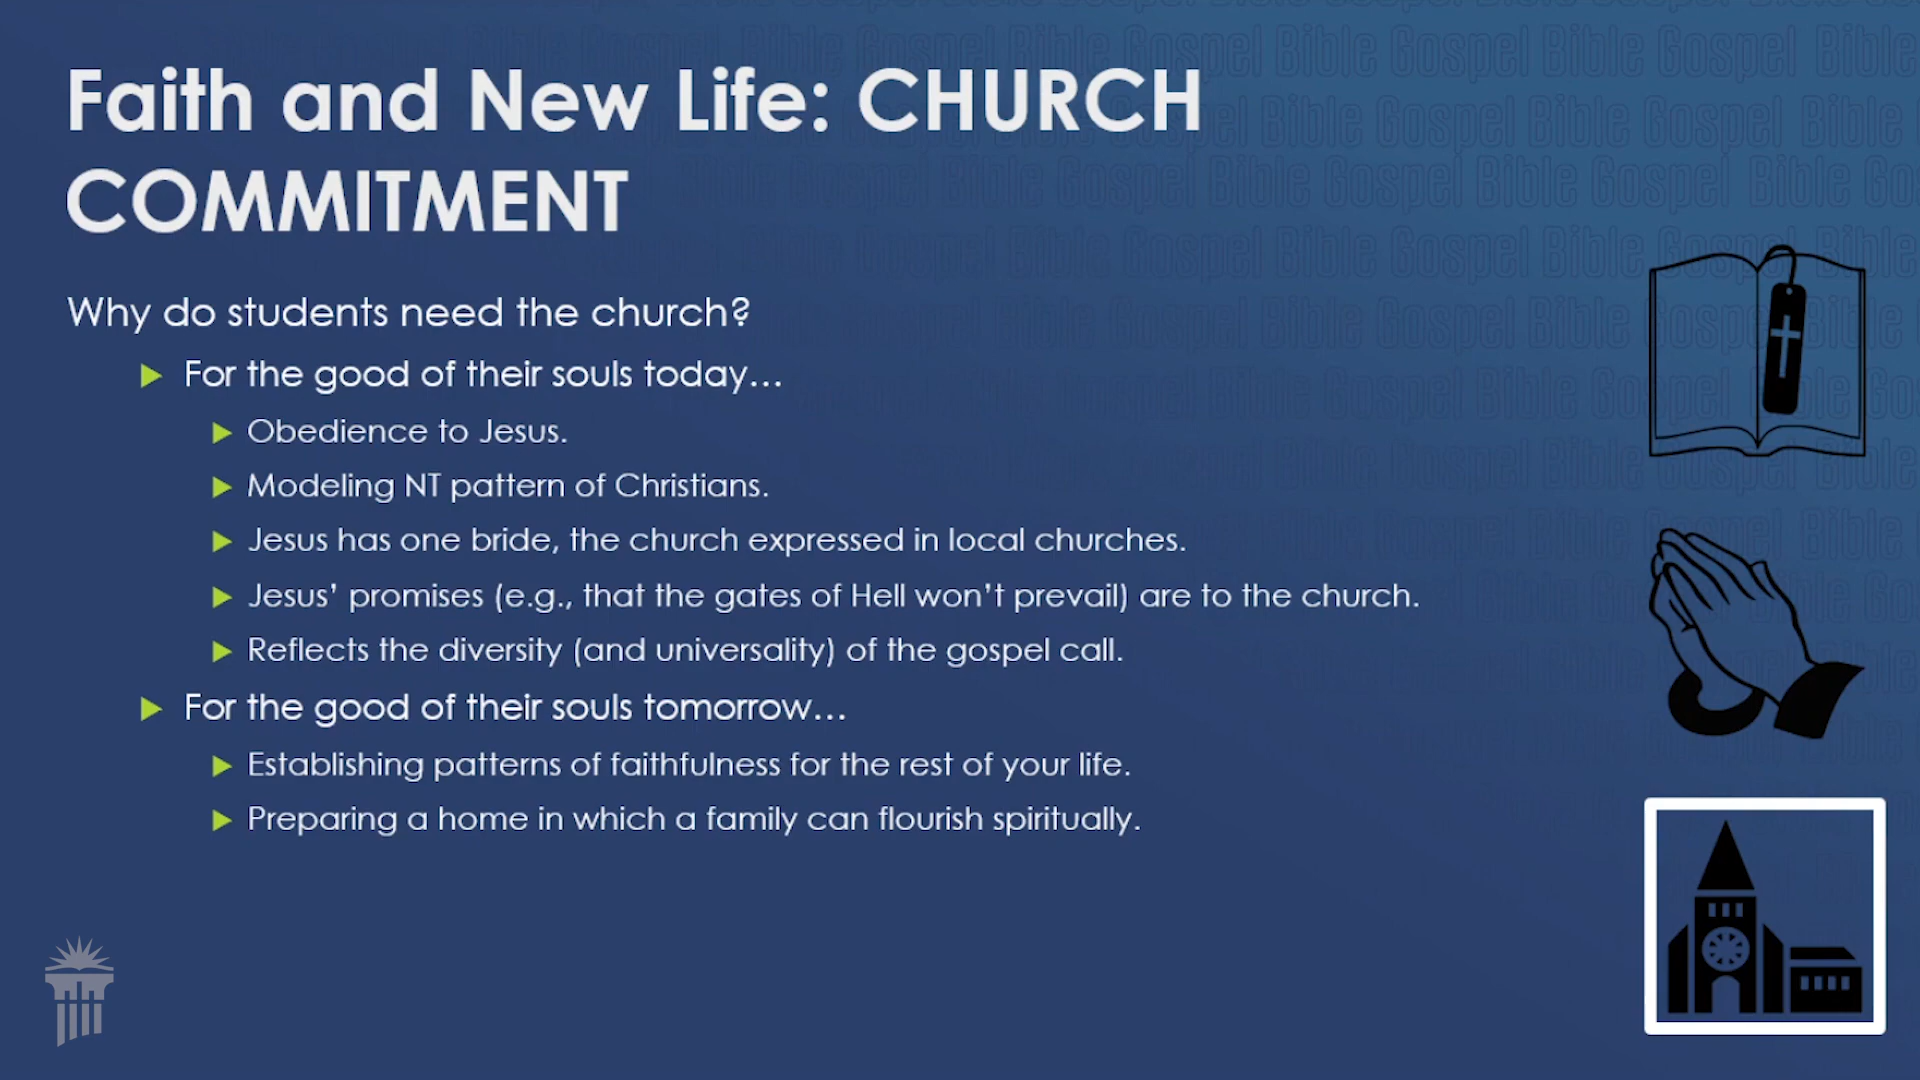 Faith and New Life: CHURCH
COMMITMENT
Why do students need the church?
For the good of their souls today...
Obedience to Jesus.
Modeling NT pattern of Christians.
Jesus has one bride, the church expressed in local churches.
Jesus’ promises (e.g., that the gates of Hell won’t prevail) are to the church.
Reflects the diversity (and universality) of the gospel call.
For the good of their souls tomorrow...
Establishing patterns of faithfulness for the rest of your life.
Preparing a home in which a family can flourish spiritually.